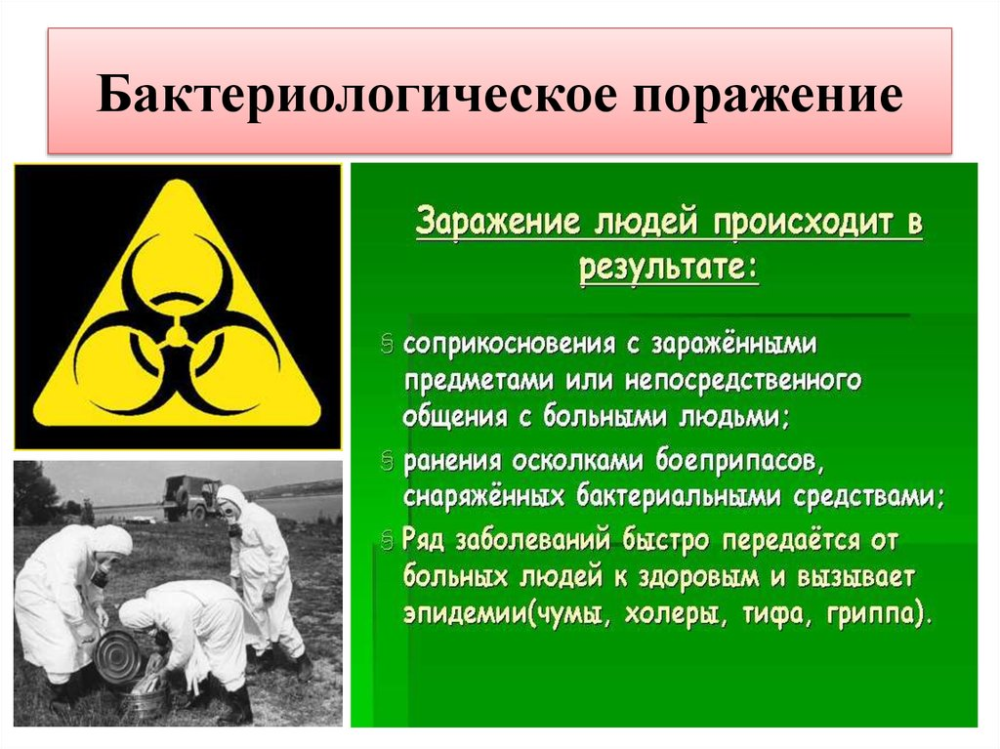 Бактериологическое поражение
Заражение людей происходит в
результате:
§ соприкосновения с заражёнными
предметами или непосредственного
общения с больными людьми;
§ ранения осколками боеприпасов,
снаряжённых бактериальными средствами;
§ Ряд заболеваний быстро передаётся от
больных людей к здоровым и вызывает
эпидемии(чумы, холеры, тифа, гриппа).